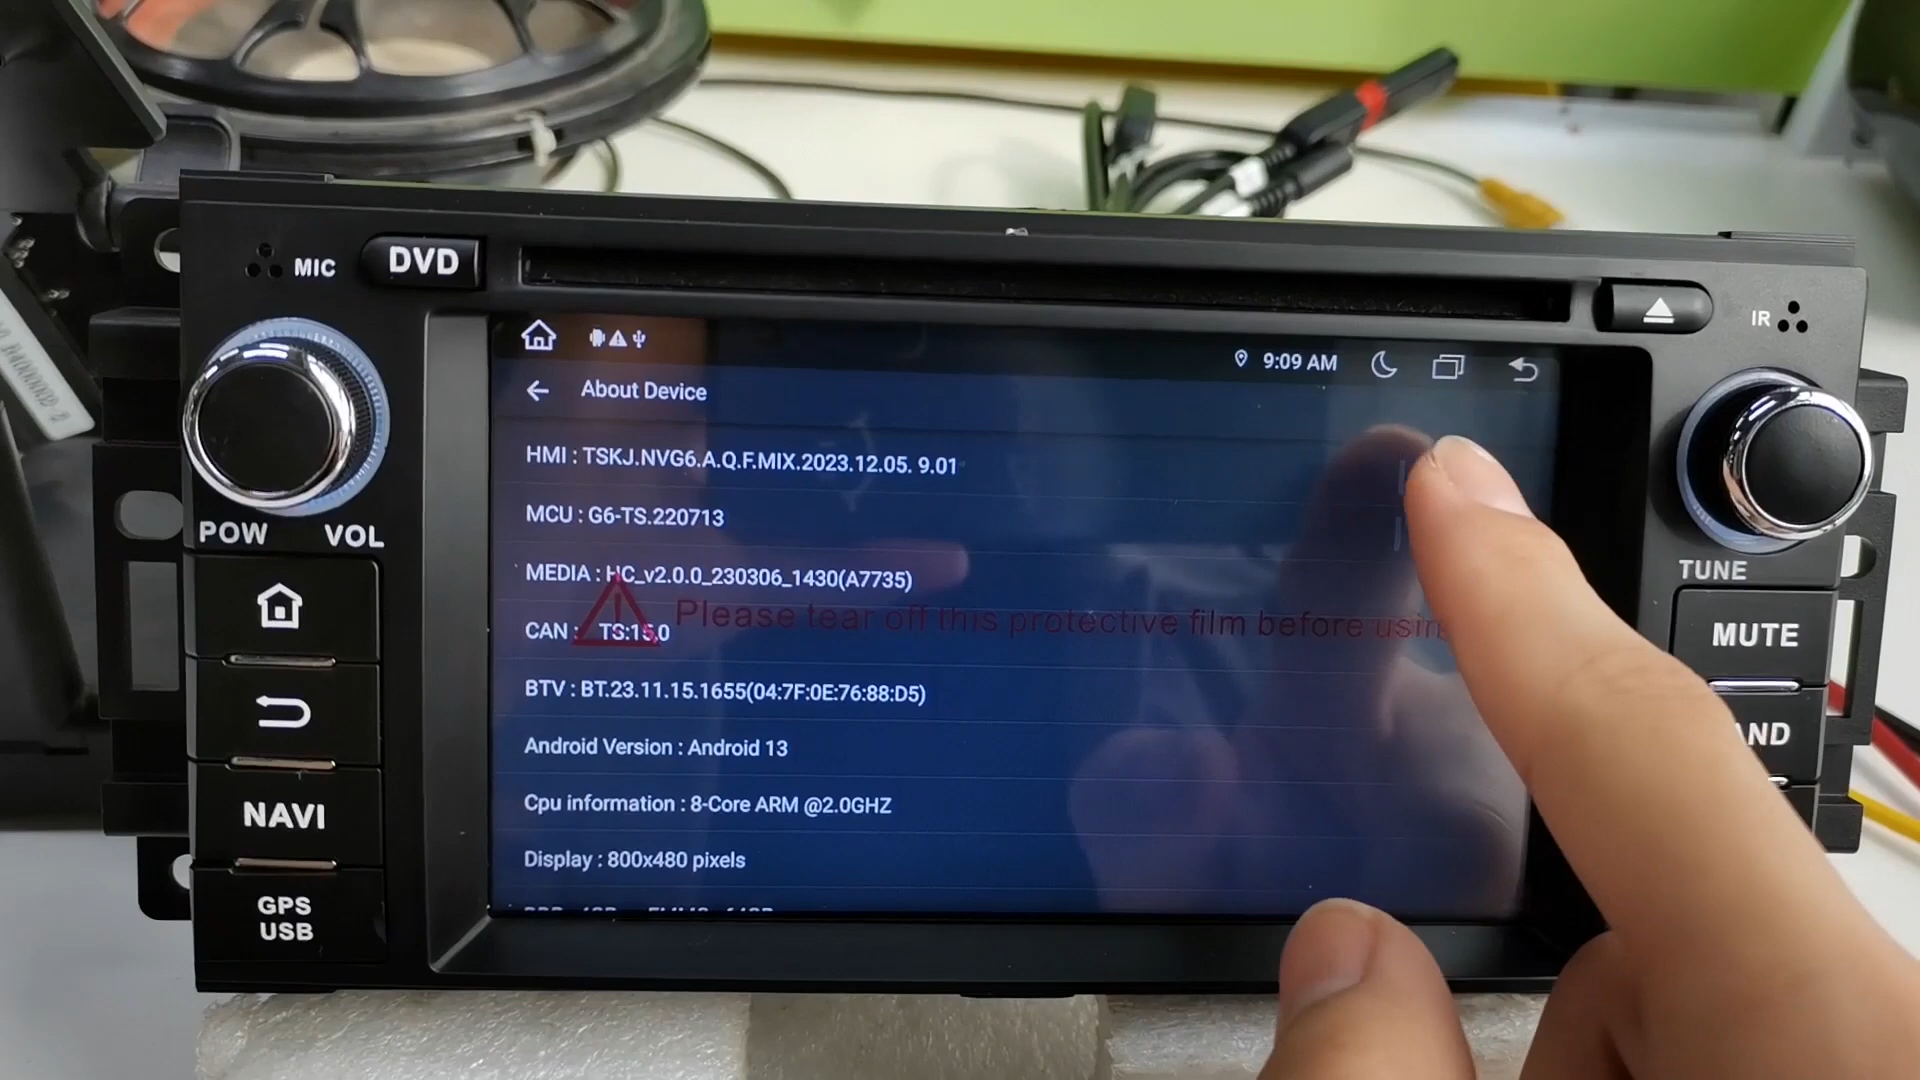 MIC
DVD
IR
9:09 AM
About Device
HMI : TSKJ.NVG6.A.Q.F.MIX.2023.12.05. 9.01
MCU : G6-TS.220713
MEDIA : HC_v2.0.0_230306_1430(A7735)
Please tear off this protective film before usin
CAN : TS:15,0
BTV : BT.23.11.15.1655(04:7F:0E:76:88:D5)
Android Version : Android 13
Cpu information : 8-Core ARM @2.0GHZ
Display : 800x480 pixels
POW VOL
NAVI
GPS
USB
TUNE
MUTE
AND